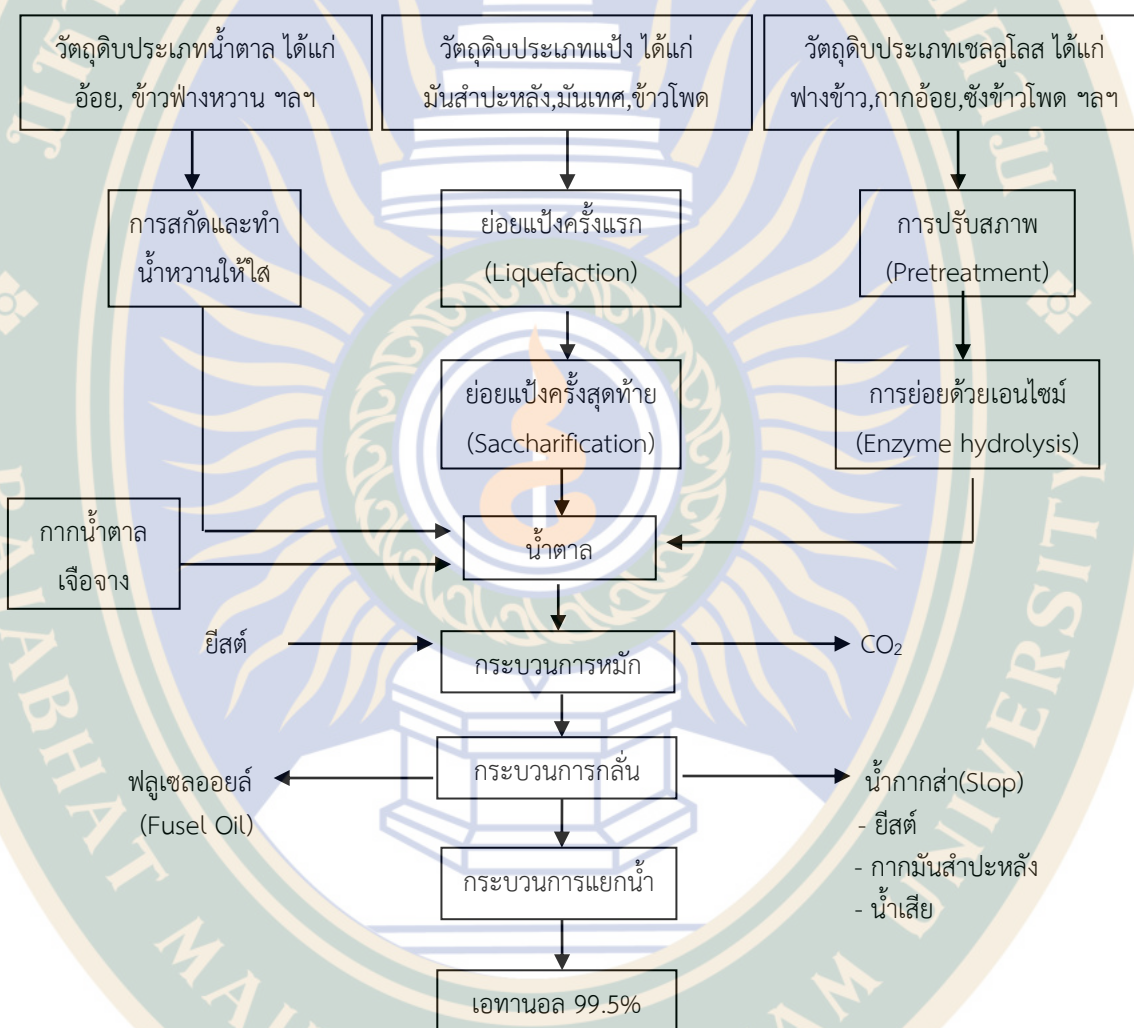 วัตถุดิบประเภทน้ำตาล ได้แก่
อ้อย, ข้าวฟ่างหวาน ฯลฯ
วัตถุดิบประเภทแป้ง ได้แก่
มันสำปะหลัง,มันเทศ,ข้าวโพด
วัตถุดิบประเภทเซลลูโลส ได้แก่
ฟางข้าว,กากอ้อย,ซังข้าวโพด ฯลฯ
การสกัดและทำ
น้ำหวานให้ใส
ย่อยแป้งครั้งแรก
(Liquefaction)
การปรับสภาพ
(Pretreatment)
ย่อยแป้งครั้งสุดท้าย
(Saccharification)
การย่อยด้วยเอนไซม์
(Enzyme hydrolysis)
กากน้ำตาล
เจือจาง
น้ำตาล
ยีสต์
กระบวนการหมัก
CO₂
ฟลูเซลออยล์
(Fusel Oil)
กระบวนการกลั่น
น้ำกากส่า(Slop)
- ยีสต์
- กากมันสำปะหลัง
- น้ำเสีย
กระบวนการแยกน้ำ
เอทานอล 99.5%
UNIVERSITY